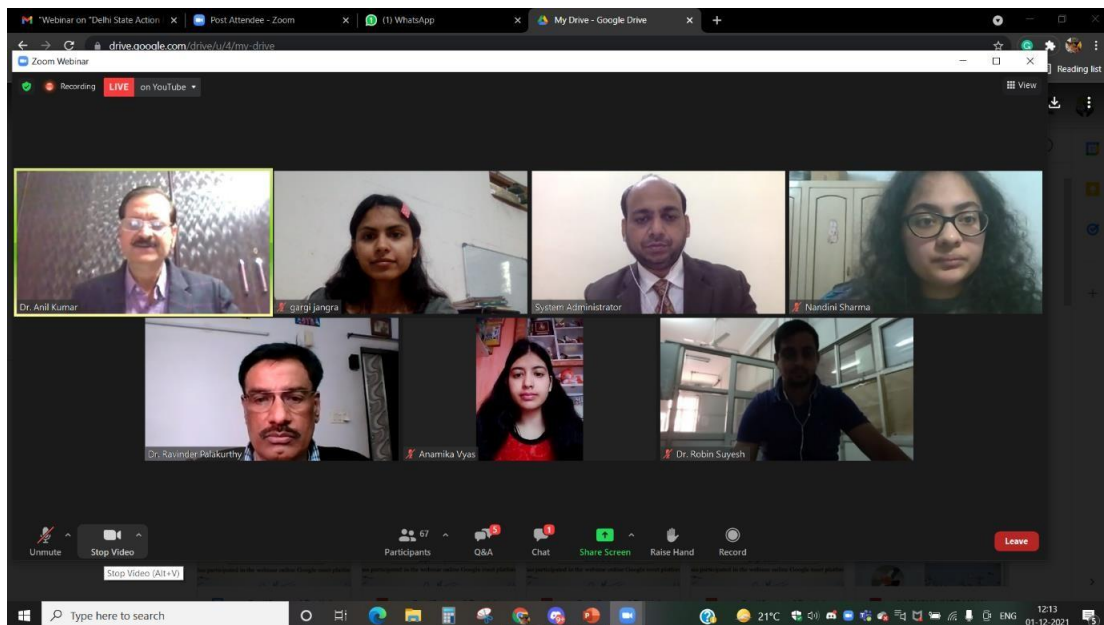 "Webinar on "Delhi State Action
Post Attendee - Zoom
(1) WhatsApp
My Drive - Google Drive
drive.google.com/drive/u/4/my-drive
Reading list
Zoom Webinar
Recording
LIVE on YouTube
View
Dr. Anil Kumar
gargi jangra
System Administrator
Nandini Sharma
Dr. Ravinder Palakurthy
Anamika Vyas
Dr. Robin Suyesh
Unmute
Stop Video
67
Participants
5
Q&A
1
Chat
Share Screen
Raise Hand
Record
Leave
Stop Video (Alt+V)
Type here to search
21°C
ENG
12:13
01-12-2021
5